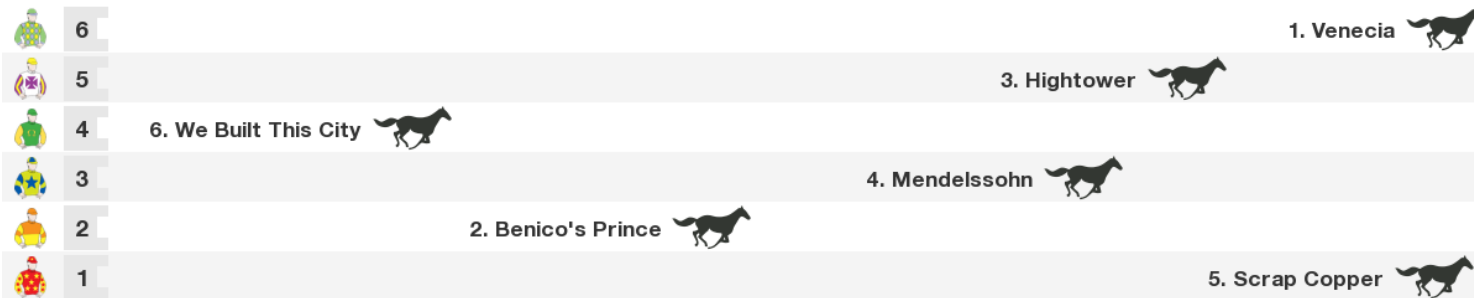 6 1. Venecia
5 3. Hightower
4 6. We Built This City
3 4. Mendelssohn
2 2. Benico's Prince
1 5. Scrap Copper